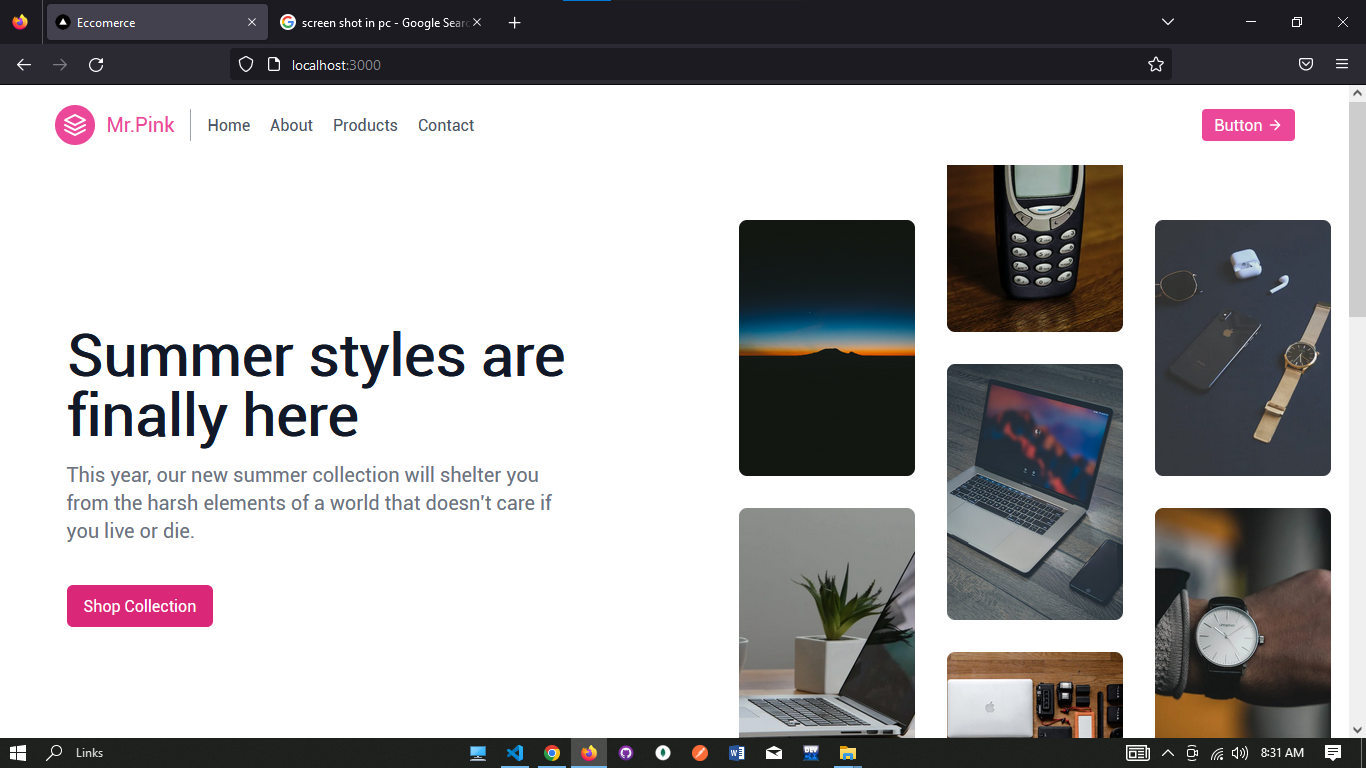 Eccomerce
screen shot in pc - Google Sear
localhost:3000
Mr.Pink
Home
About
Products
Contact
Button →
Summer styles are
finally here
This year, our new summer collection will shelter you
from the harsh elements of a world that doesn't care if
you live or die.
Shop Collection
Links
8:31 AM